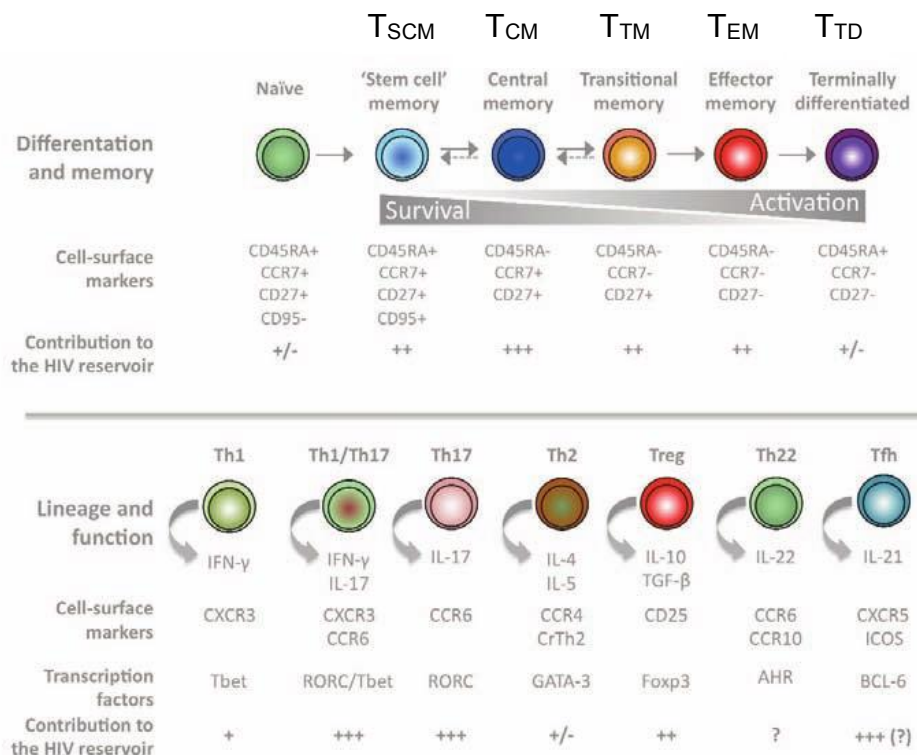 TSCM TCM TTM TEM TTD
Naïve 'Stem cell' memory Central memory Transitional memory Effector memory Terminally differentiated
Differentation and memory
Survival Activation
Cell-surface markers
CD45RA+ CD45RA+ CD45RA- CD45RA- CD45RA- CD45RA+
CCR7+ CCR7+ CCR7+ CCR7- CCR7- CCR7-
CD27+ CD27+ CD27+ CD27+ CD27- CD27-
CD95- CD95+
Contribution to the HIV reservoir
+/- ++ +++ ++ ++ +/-
Th1 Th1/Th17 Th17 Th2 Treg Th22 Tfh
Lineage and function
IFN-γ IFN-γ IL-17 IL-4 IL-10 IL-22 IL-21
IL-17 IL-5 TGF-β
Cell-surface markers
CXCR3 CXCR3 CCR6 CCR4 CD25 CCR6 CXCR5
CCR6 CrTh2 CCR10 ICOS
Transcription factors
Tbet RORC/Tbet RORC GATA-3 Foxp3 AHR BCL-6
Contribution to the HIV reservoir
+ +++ +++ +/- ++ ? +++ (?)